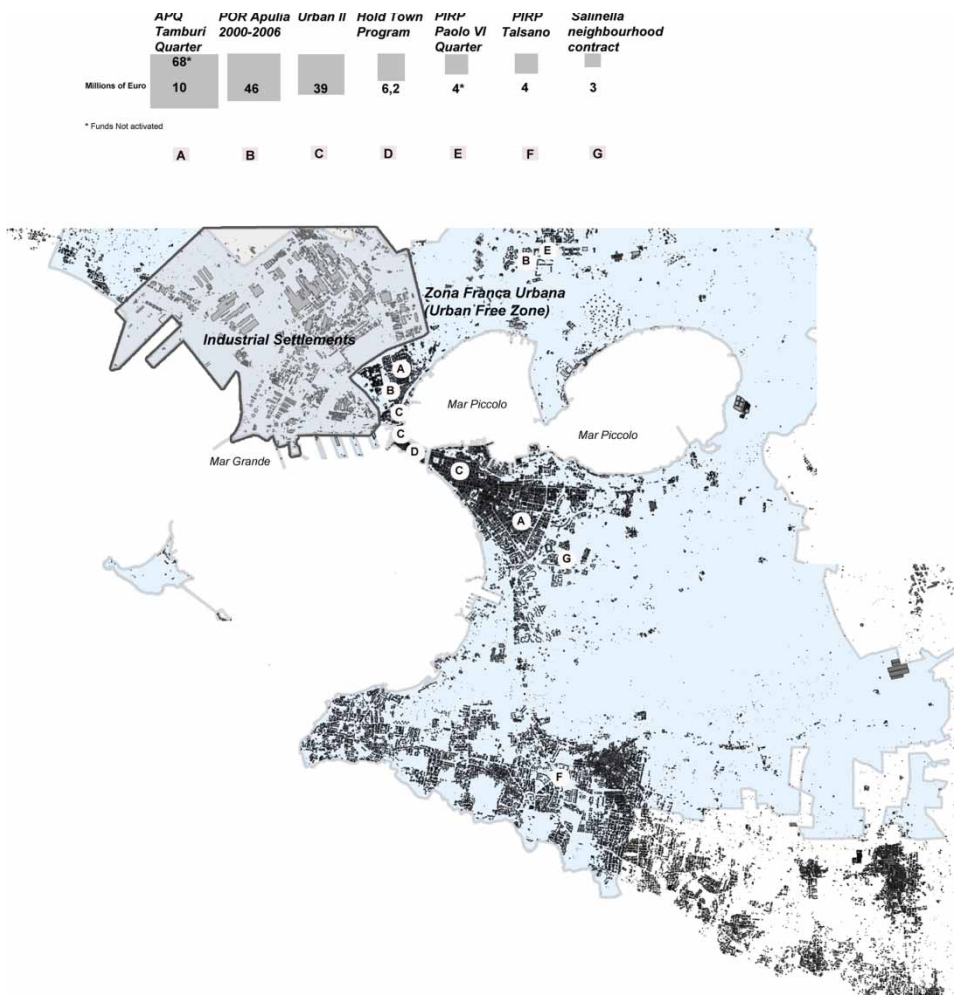 APQ
Tamburi
Quarter
POR Apulia
2000-2006
Urban II
Hold Town
Program
PIRP
Paolo VI
Quarter
PIRP
Talsano
Salinella
neighbourhood
contract
68*
Millions of Euro
10
46
39
6,2
4*
4
3
* Funds Not activated
A
B
C
D
E
F
G
E
B
Zona Franca Urbana
(Urban Free Zone)
Industrial Settlements
A
B
C
Mar Piccolo
C
Mar Piccolo
D
Mar Grande
C
A
G
F